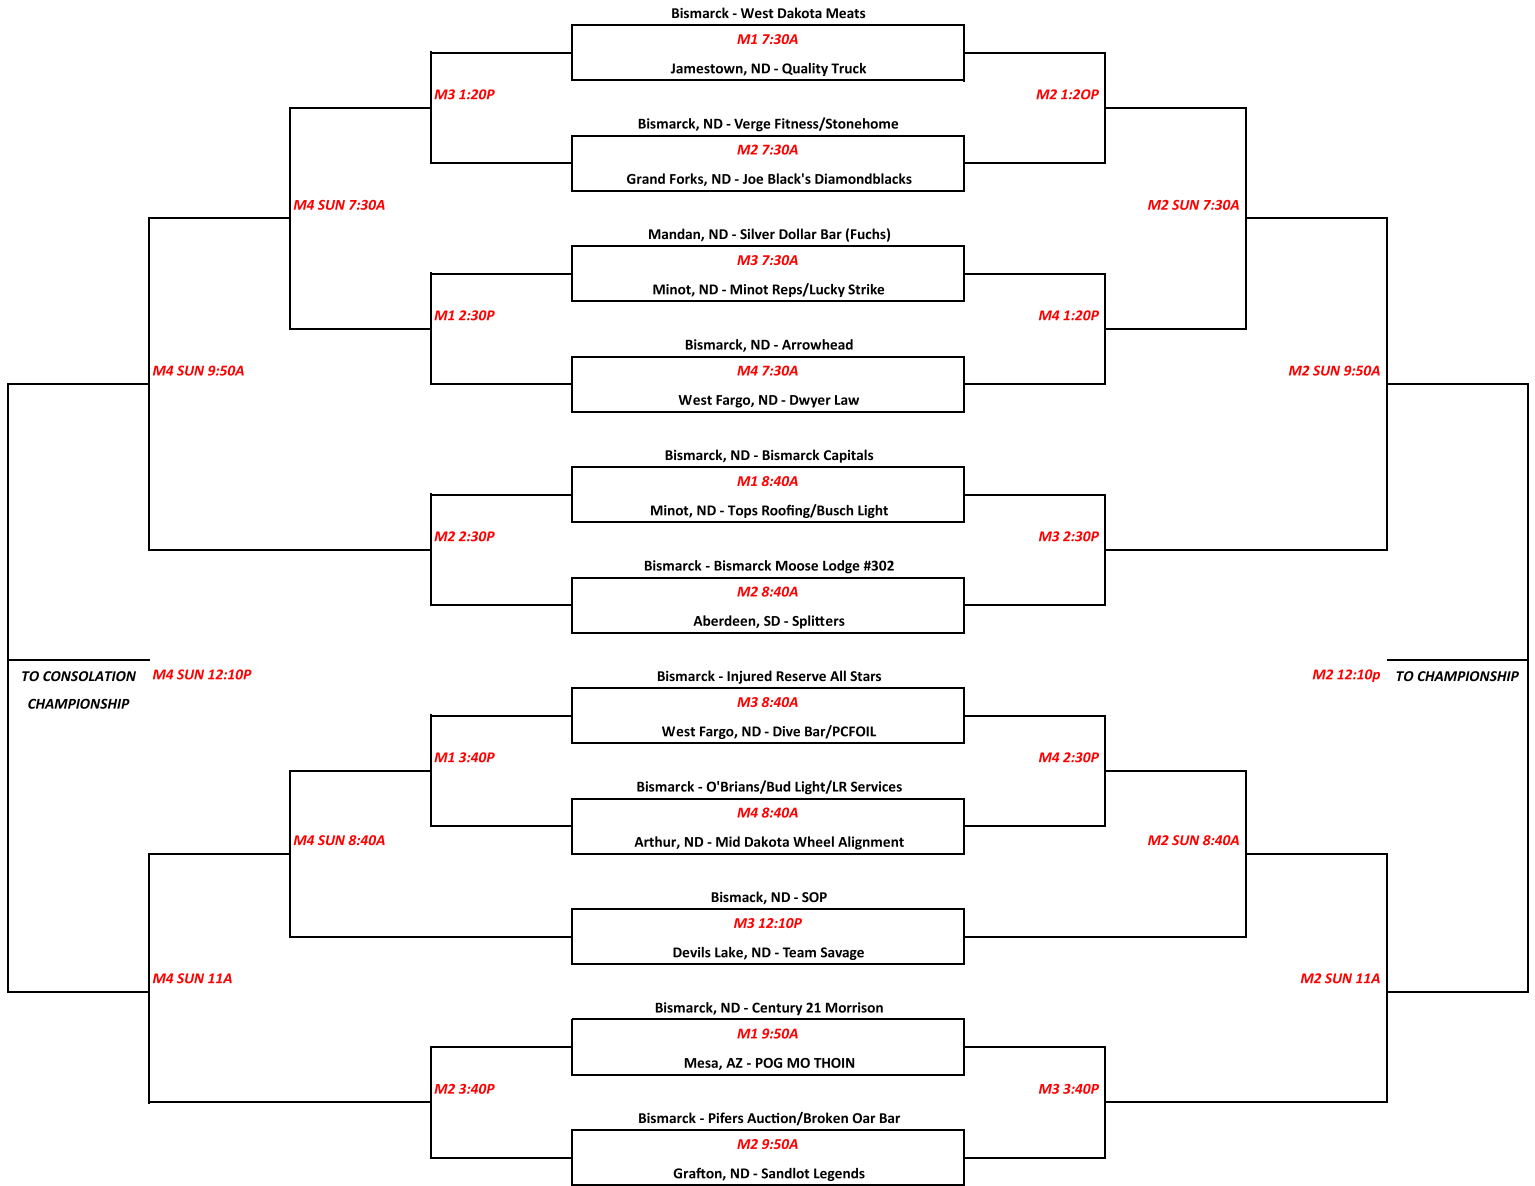 Bismarck - West Dakota Meats
M1 7:30A
Jamestown, ND - Quality Truck
M3 1:20P
M2 1:2OP
Bismarck, ND - Verge Fitness/Stonehome
M2 7:30A
Grand Forks, ND - Joe Black's Diamondblacks
M4 SUN 7:30A
M2 SUN 7:30A
Mandan, ND - Silver Dollar Bar (Fuchs)
M3 7:30A
Minot, ND - Minot Reps/Lucky Strike
M1 2:30P
M4 1:20P
Bismarck, ND - Arrowhead
M4 SUN 9:50A
M4 7:30A
M2 SUN 9:50A
West Fargo, ND - Dwyer Law
Bismarck, ND - Bismarck Capitals
M1 8:40A
Minot, ND - Tops Roofing/Busch Light
M2 2:30P
M3 2:30P
Bismarck - Bismarck Moose Lodge #302
M2 8:40A
Aberdeen, SD - Splitters
TO CONSOLATION
CHAMPIONSHIP
M4 SUN 12:10P
Bismarck - Injured Reserve All Stars
M2 12:10p
TO CHAMPIONSHIP
M3 8:40A
West Fargo, ND - Dive Bar/PCFOIL
M1 3:40P
M4 2:30P
Bismarck - O'Brians/Bud Light/LR Services
M4 8:40A
Arthur, ND - Mid Dakota Wheel Alignment
M4 SUN 8:40A
M2 SUN 8:40A
Bismack, ND - SOP
M3 12:10P
Devils Lake, ND - Team Savage
M4 SUN 11A
M2 SUN 11A
Bismarck, ND - Century 21 Morrison
M1 9:50A
Mesa, AZ - POG MO THOIN
M2 3:40P
M3 3:40P
Bismarck - Pifers Auction/Broken Oar Bar
M2 9:50A
Grafton, ND - Sandlot Legends